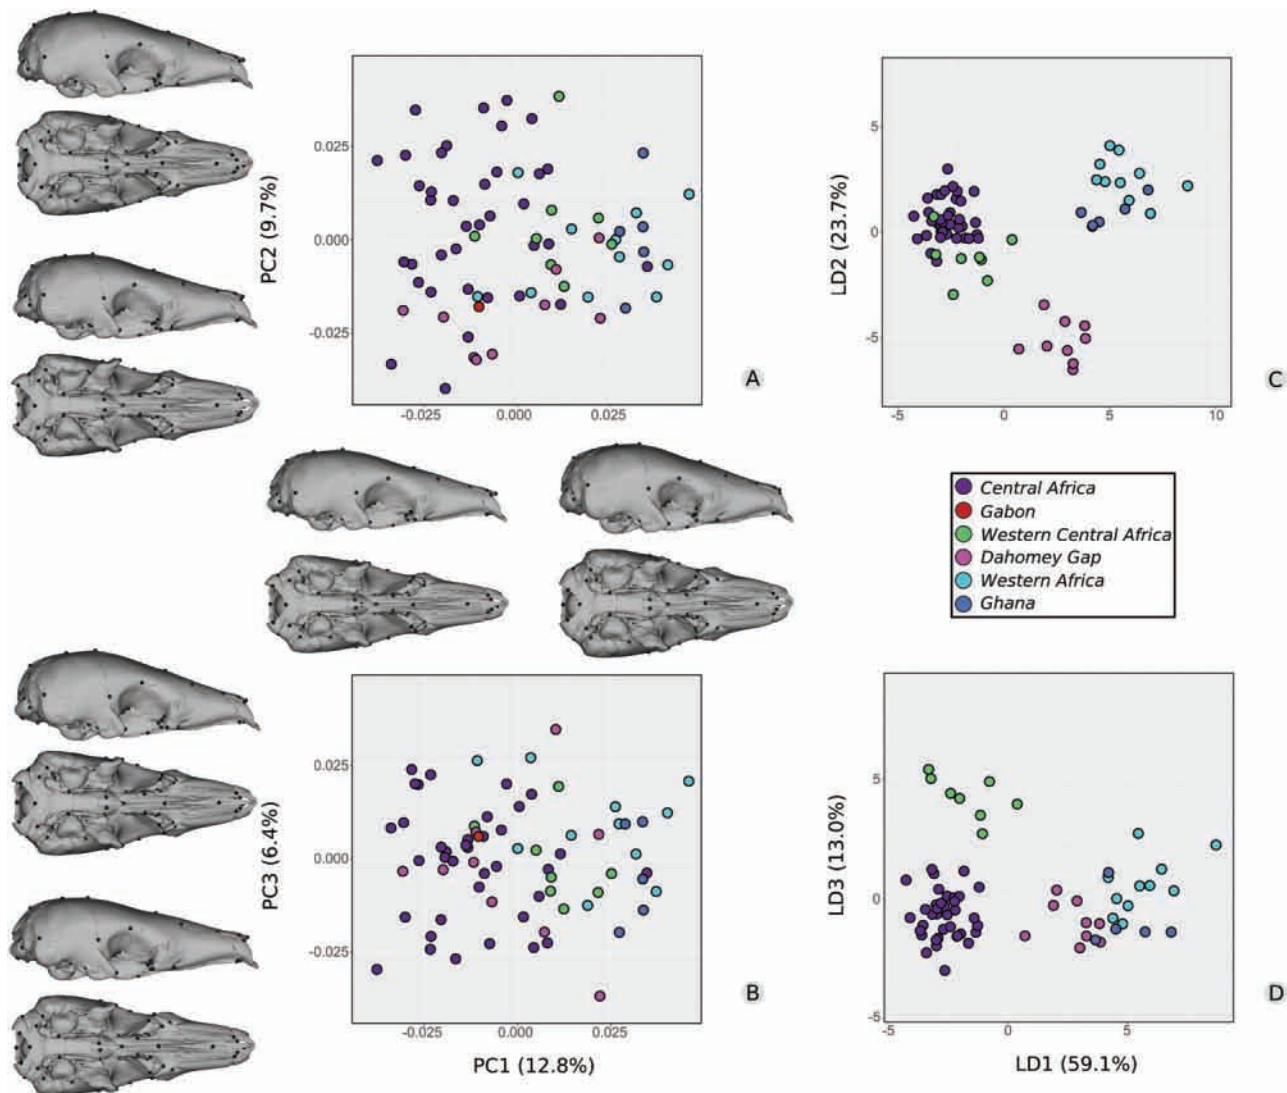 PC2 (9.7%)
0.025
0.000
-0.025
-0.025
0.000
0.025
A
LD2 (23.7%)
5
0
-5
-5
0
5
10
C
Central Africa
Gabon
Western Central Africa
Dahomey Gap
Western Africa
Ghana
PC3 (6.4%)
0.025
0.000
-0.025
-0.025
0.000
0.025
PC1 (12.8%)
B
LD3 (13.0%)
5
0
-5
-5
0
5
LD1 (59.1%)
D